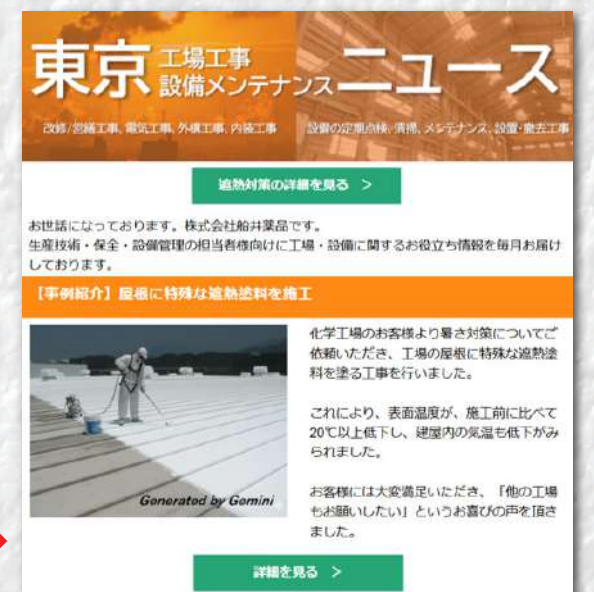 東京 工場工事 設備メンテナンス ニュース
改修/営繕工事、電気工事、外構工事、内装工事 設備の定期点検、清掃、メンテナンス、設置・撤去工事
遮熱対策の詳細を見る >
お世話になっております。株式会社船井薬品です。
生産技術・保全・設備管理の担当者様向けに工場・設備に関するお役立ち情報を毎月お届け
しております。
【事例紹介】屋根に特殊な遮熱塗料を施工
化学工場のお客様より暑さ対策についてご
依頼いただき、工場の屋根に特殊な遮熱塗
料を塗る工事を行いました。
これにより、表面温度が、施工前に比べて
20℃以上低下し、建屋内の気温も低下がみ
られました。
お客様には大変満足いただき、「他の工場
もお願いしたい」というお喜びの声を頂き
ました。
Generated by Gemini
詳細を見る >